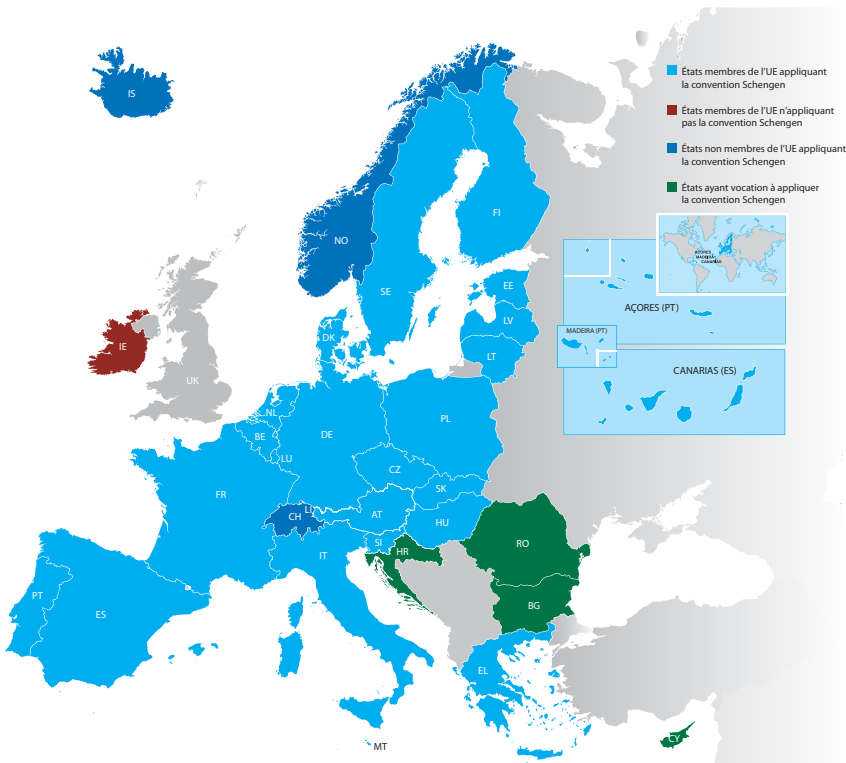 États membres de l'UE appliquant
la convention Schengen
États membres de l'UE n'appliquant
pas la convention Schengen
États non membres de l'UE appliquant
la convention Schengen
États ayant vocation à appliquer
la convention Schengen
IS
NO
FI
SE
EE
LV
LT
DK
IE
UK
NL
BE
LU
DE
PL
CZ
SK
FR
CH
LI
AT
HU
SI
HR
RO
IT
BG
PT
ES
EL
MT
CY
AÇORES
MADEIRA
CANARIAS
AÇORES (PT)
MADEIRA (PT)
CANARIAS (ES)